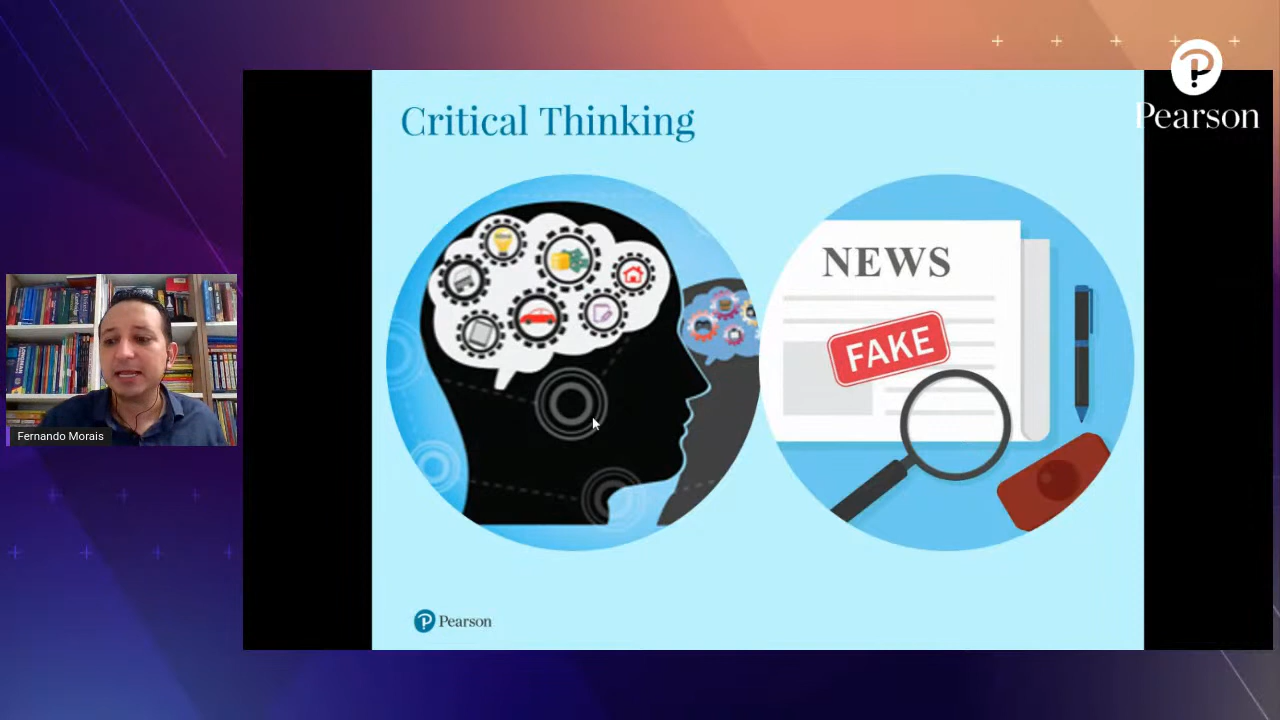 Pearson
Critical Thinking
NEWS
FAKE
Fernando Morais
Pearson